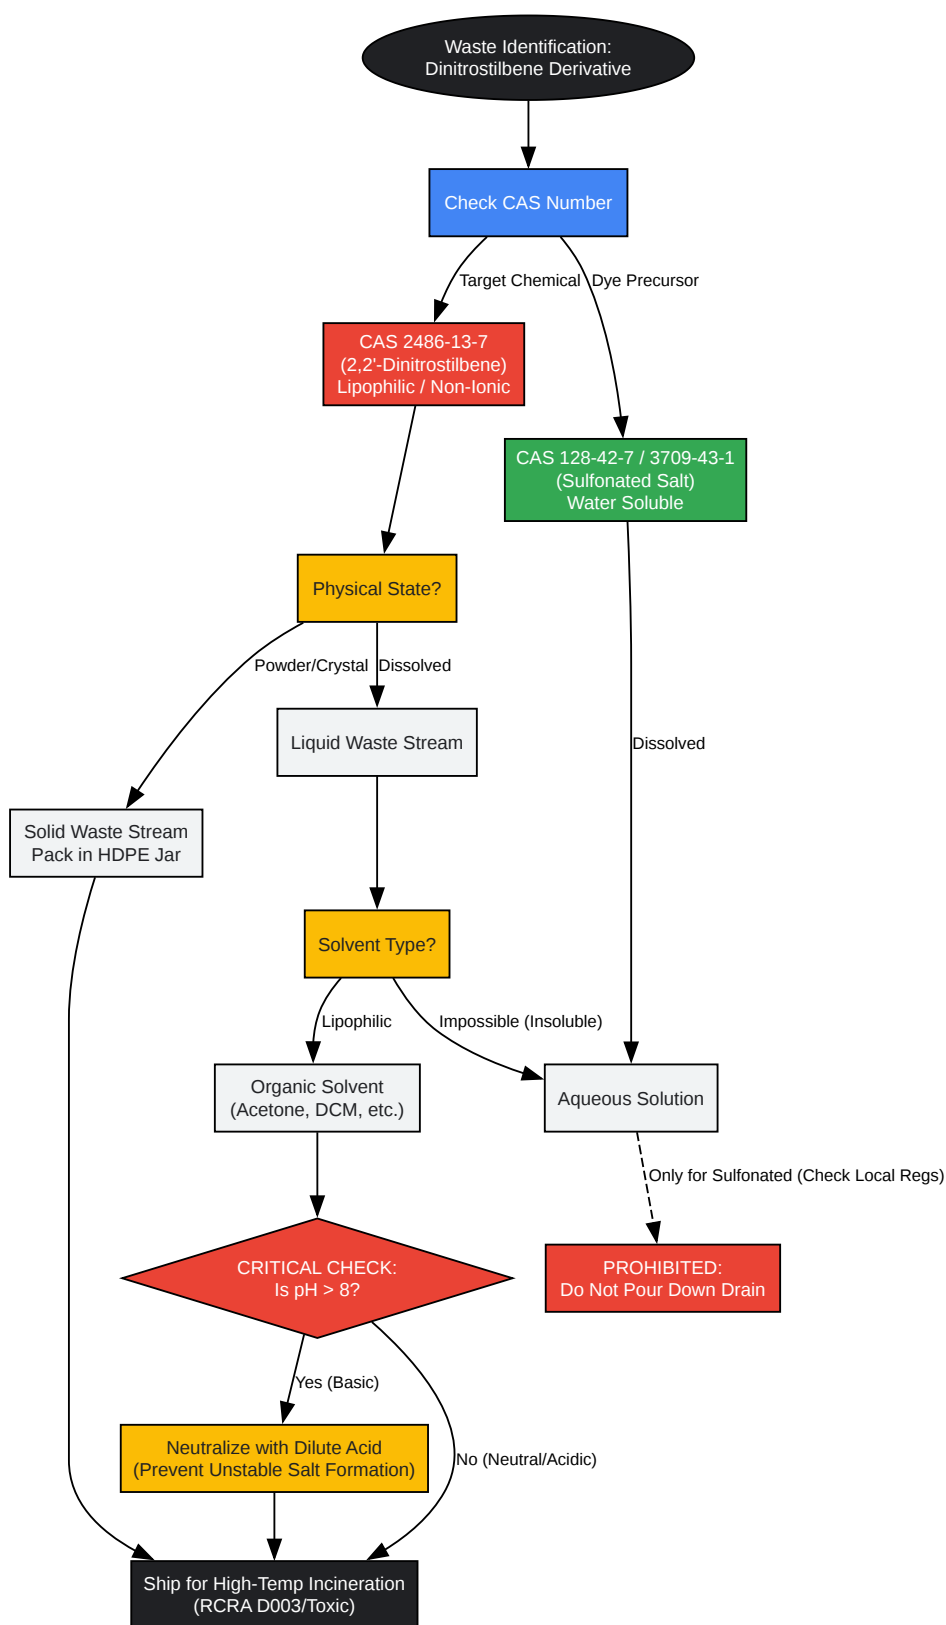 Waste Identification:
Dinitrostilbene Derivative
Check CAS Number
Target Chemical
Dye Precursor
CAS 2486-13-7
(2,2'-Dinitrostilbene)
Lipophilic / Non-Ionic
CAS 128-42-7 / 3709-43-1
(Sulfonated Salt)
Water Soluble
Physical State?
Powder/Crystal
Dissolved
Liquid Waste Stream
Dissolved
Solid Waste Stream
Pack in HDPE Jar
Solvent Type?
Lipophilic
Impossible (Insoluble)
Organic Solvent
(Acetone, DCM, etc.)
Aqueous Solution
Only for Sulfonated (Check Local Regs)
CRITICAL CHECK:
Is pH > 8?
PROHIBITED:
Do Not Pour Down Drain
Yes (Basic)
Neutralize with Dilute Acid
(Prevent Unstable Salt Formation)
No (Neutral/Acidic)
Ship for High-Temp Incineration
(RCRA D003/Toxic)